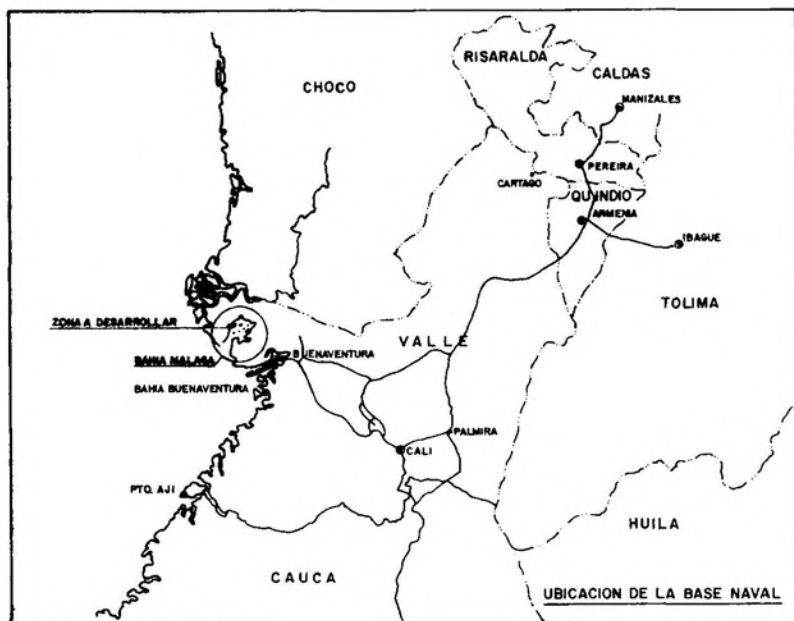 RISARALDA
CALDAS
CHOCO
MANIZALES
PEREIRA
CARTAGO
QUINDIO
ARMENIA
IBAGUE
TOLIMA
ZONA A DESARROLLAR
VALLE
BAHIA MALAGA
BUENAVENTURA
BAHIA BUENAVENTURA
PALMIRA
CALI
PTO. AJI
HUILA
CAUCA
UBICACION DE LA BASE NAVAL